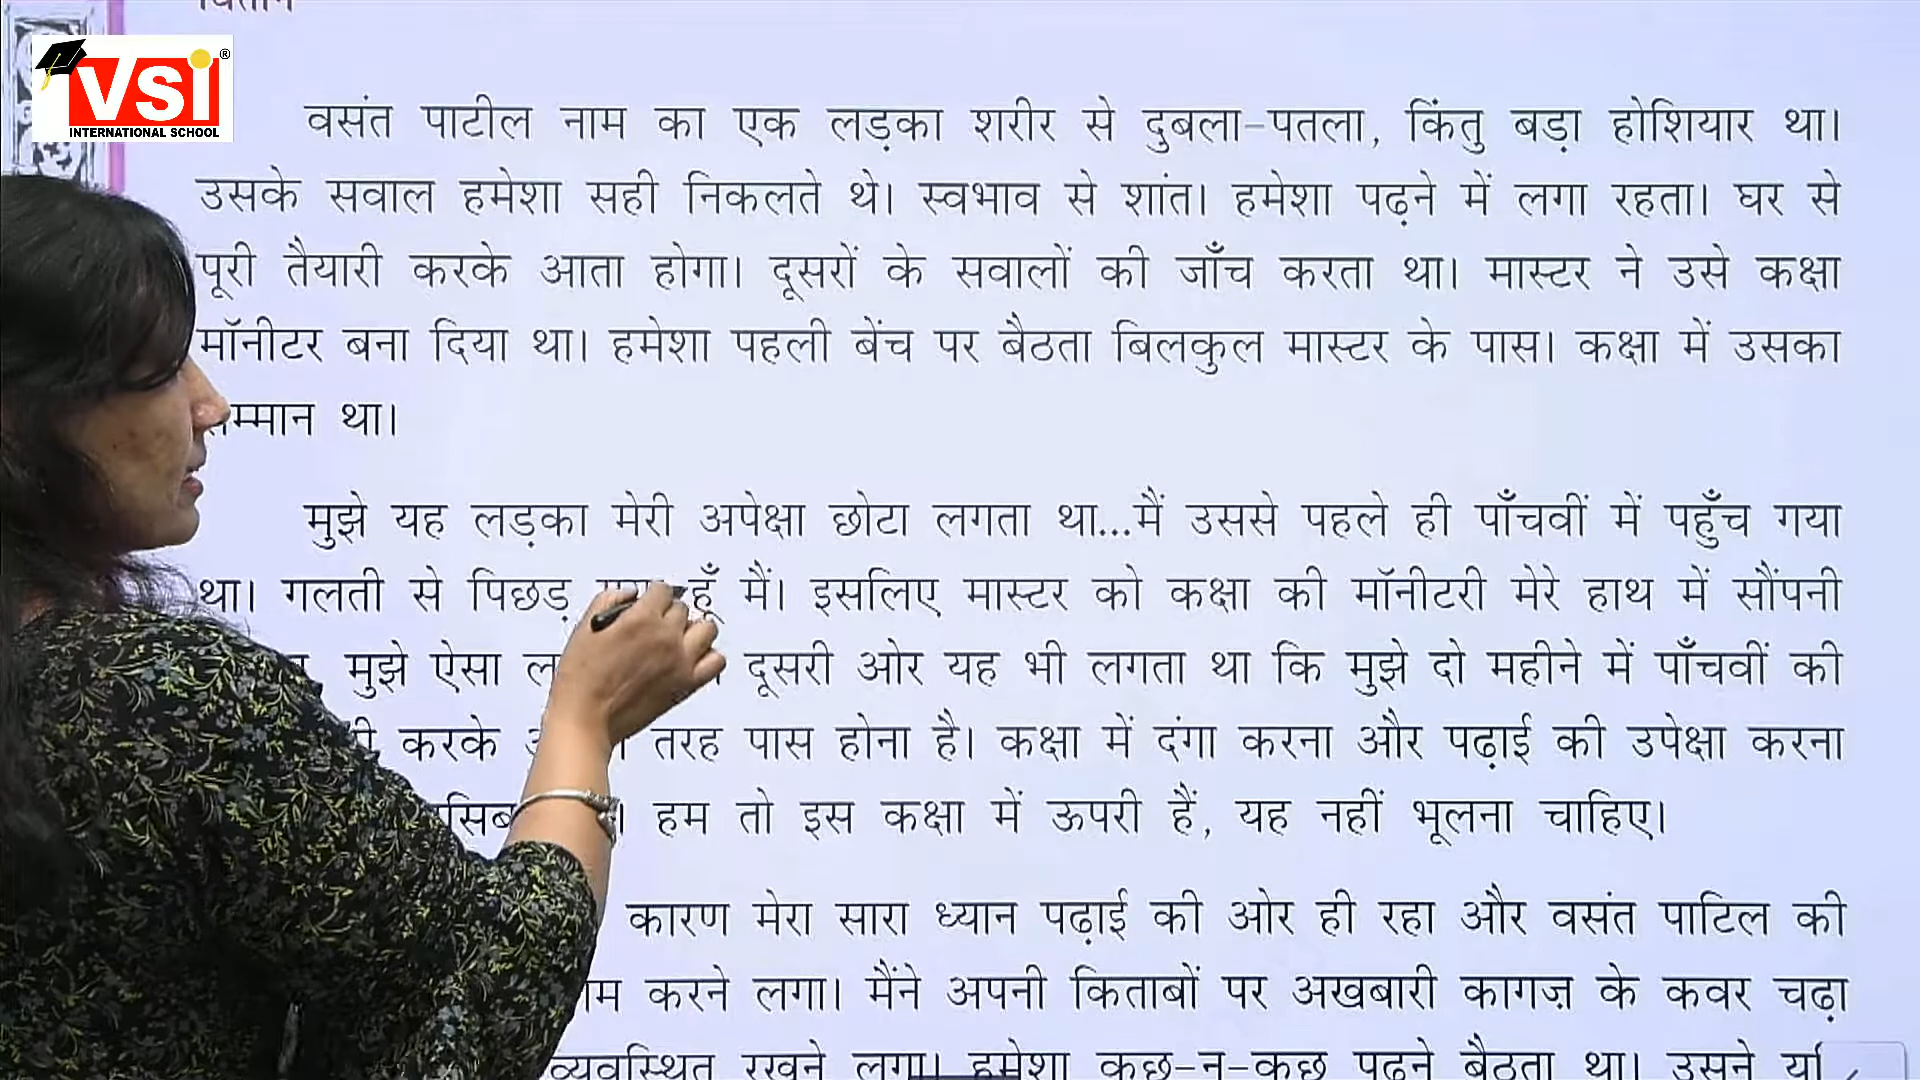 VSI ®
INTERNATIONAL SCHOOL
वसंत पाटील नाम का एक लड़का शरीर से दुबला-पतला, किंतु बड़ा होशियार था।
उसके सवाल हमेशा सही निकलते थे। स्वभाव से शांत। हमेशा पढ़ने में लगा रहता। घर से
पूरी तैयारी करके आता होगा। दूसरों के सवालों की जाँच करता था। मास्टर ने उसे कक्षा
मॉनीटर बना दिया था। हमेशा पहली बेंच पर बैठता बिलकुल मास्टर के पास। कक्षा में उसका
सम्मान था।
मुझे यह लड़का मेरी अपेक्षा छोटा लगता था...मैं उससे पहले ही पाँचवीं में पहुँच गया
था। गलती से पिछड़ हूँ मैं। इसलिए मास्टर को कक्षा की मॉनीटरी मेरे हाथ में सौंपनी
मुझे ऐसा दूसरी ओर यह भी लगता था कि मुझे दो महीने में पाँचवीं की
करके तरह पास होना है। कक्षा में दंगा करना और पढ़ाई की उपेक्षा करना
हम तो इस कक्षा में ऊपरी हैं, यह नहीं भूलना चाहिए।
कारण मेरा सारा ध्यान पढ़ाई की ओर ही रहा और वसंत पाटिल की
करने लगा। मैंने अपनी किताबों पर अखबारी कागज़ के कवर चढ़ा
व्यवस्थित रखने लगा। हमेशा कुछ-न-कुछ पढ़ने बैठता था। उसने